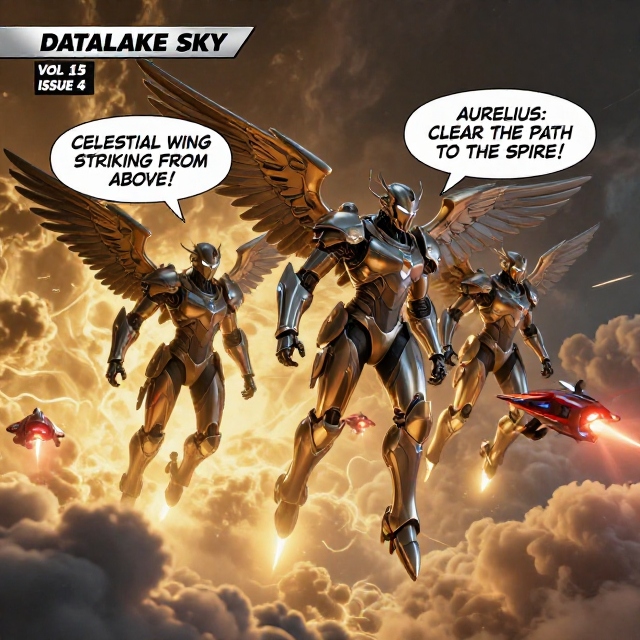 DATALAKE SKY
VOL 15
ISSUE 4
CELESTIAL WING
STRIKING FROM
ABOVE!
AURELIUS:
CLEAR THE PATH
TO THE SPIRE!